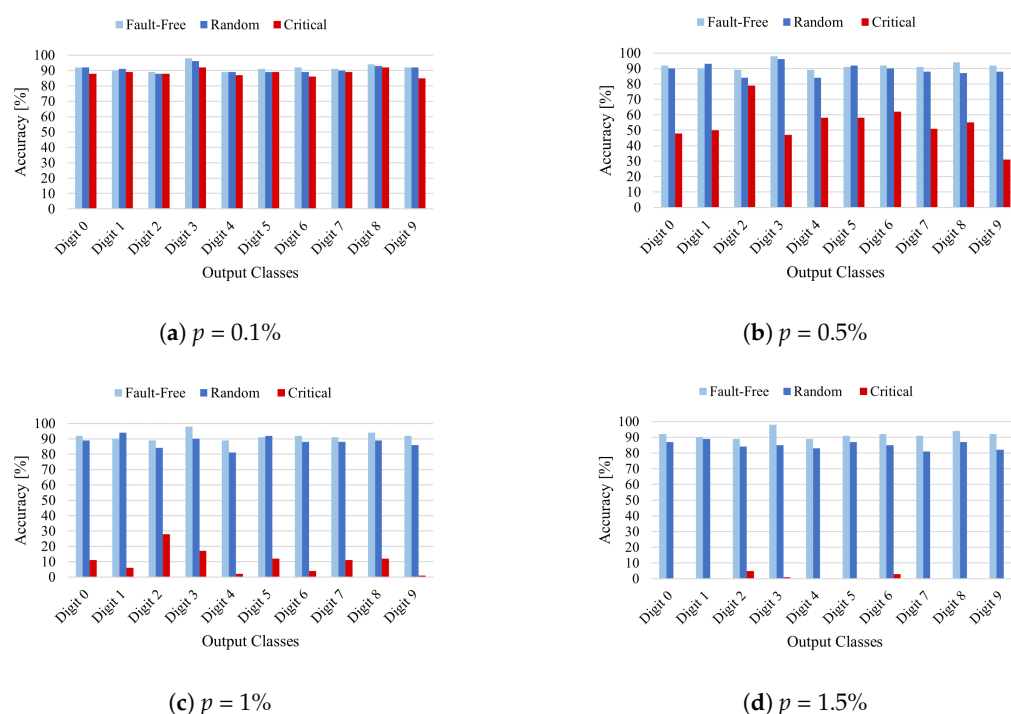 Fault-Free Random Critical
Accuracy [%]
100
90
80
70
60
50
40
30
20
10
0
Digit 0 Digit 1 Digit 2 Digit 3 Digit 4 Digit 5 Digit 6 Digit 7 Digit 8 Digit 9
Output Classes
(a) p = 0.1%
Fault-Free Random Critical
Accuracy [%]
100
90
80
70
60
50
40
30
20
10
0
Digit 0 Digit 1 Digit 2 Digit 3 Digit 4 Digit 5 Digit 6 Digit 7 Digit 8 Digit 9
Output Classes
(b) p = 0.5%
Fault-Free Random Critical
Accuracy [%]
100
90
80
70
60
50
40
30
20
10
0
Digit 0 Digit 1 Digit 2 Digit 3 Digit 4 Digit 5 Digit 6 Digit 7 Digit 8 Digit 9
Output Classes
(c) p = 1%
Fault-Free Random Critical
Accuracy [%]
100
90
80
70
60
50
40
30
20
10
0
Digit 0 Digit 1 Digit 2 Digit 3 Digit 4 Digit 5 Digit 6 Digit 7 Digit 8 Digit 9
Output Classes
(d) p = 1.5%